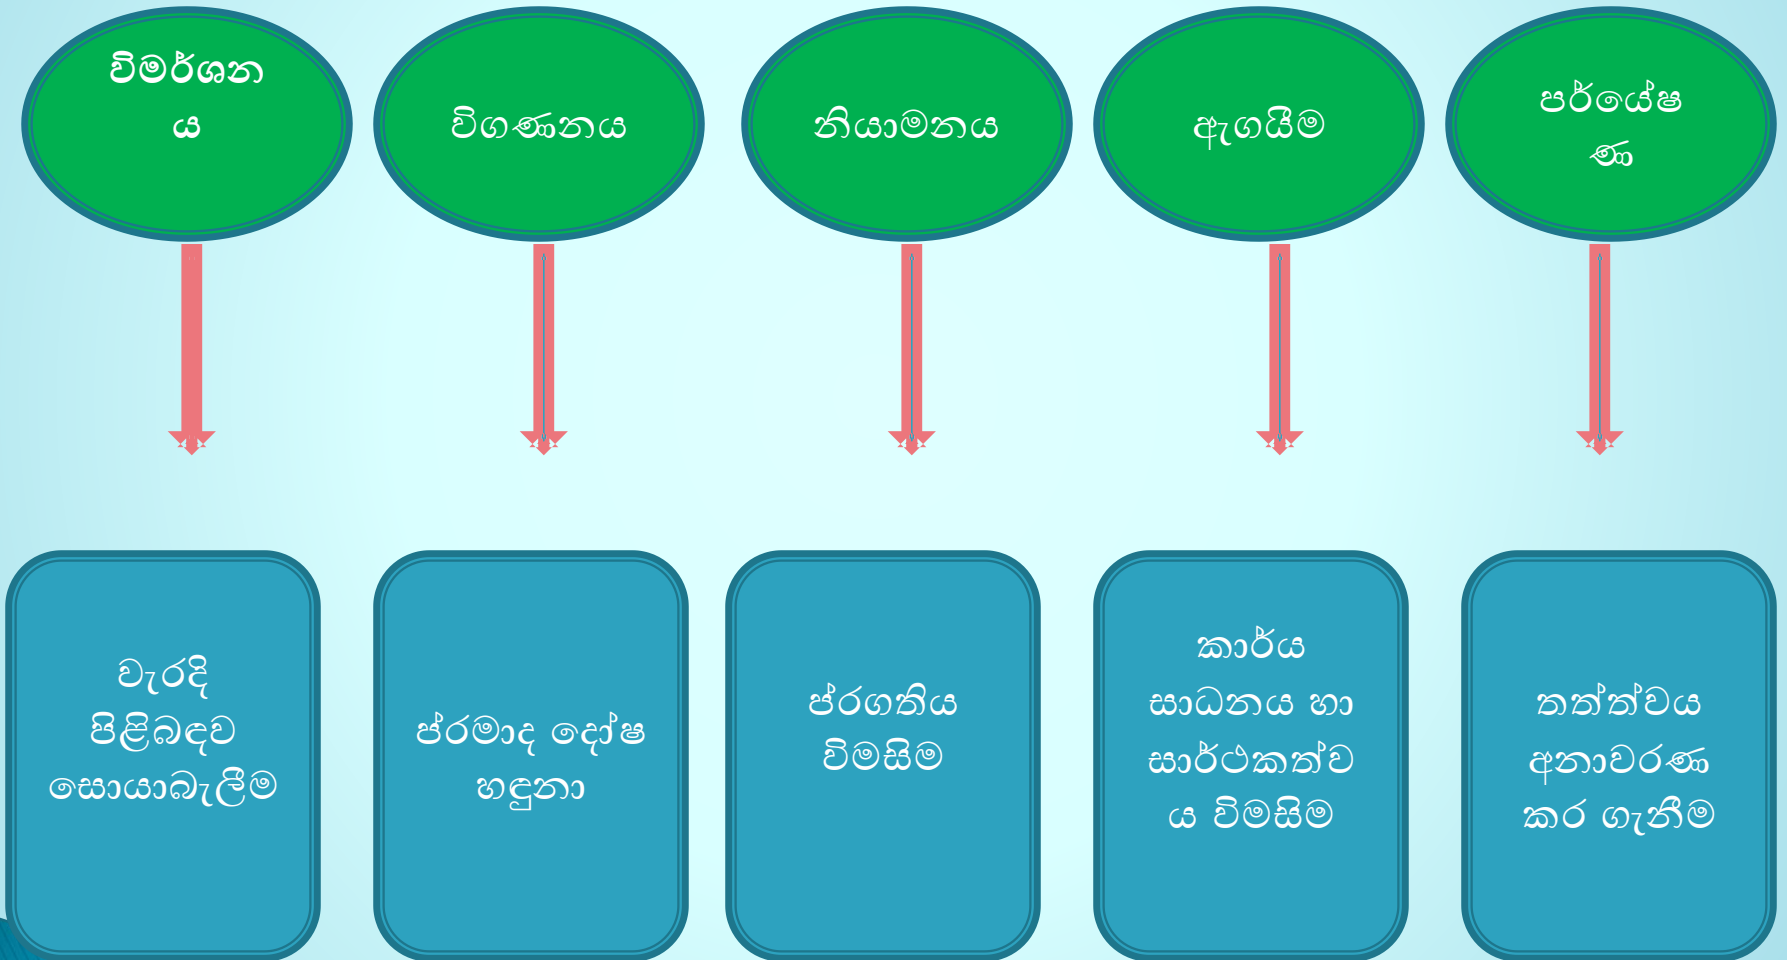 විමර්ශන
ය
විගණනය
නියාමනය
ඇගයීම
පර්යේෂ
ණ
වැරදි
පිළිබඳව
සොයාබැලීම
ප්රමාද දෝෂ
හඳුනා
ප්රගතිය
විමසිම
කාර්ය
සාධනය හා
සාර්ථකත්ව
ය විමසිම
තත්ත්වය
අනාවරණ
කර ගැනීම